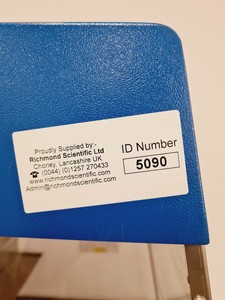 Proudly Supplied by:-
Richmond Scientific Ltd
Chorley, Lancashire UK
☎ (0044) (0)1257 270433
www.richmondscientific.com
Admin@richmondscientific.com
ID Number
5090